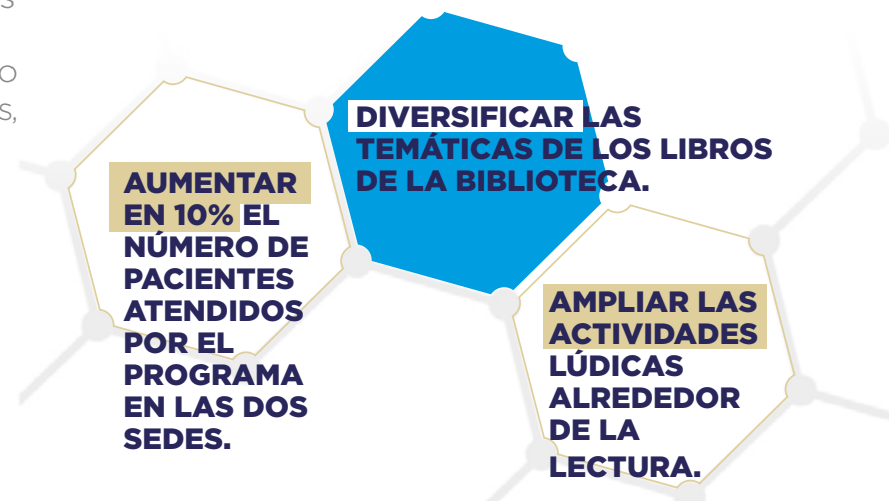 S
O
S,
AUMENTAR
EN 10% EL
NÚMERO DE
PACIENTES
ATENDIDOS
POR EL
PROGRAMA
EN LAS DOS
SEDES.
DIVERSIFICAR LAS
TEMÁTICAS DE LOS LIBROS
DE LA BIBLIOTECA.
AMPLIAR LAS
ACTIVIDADES
LÚDICAS
ALREDEDOR
DE LA
LECTURA.